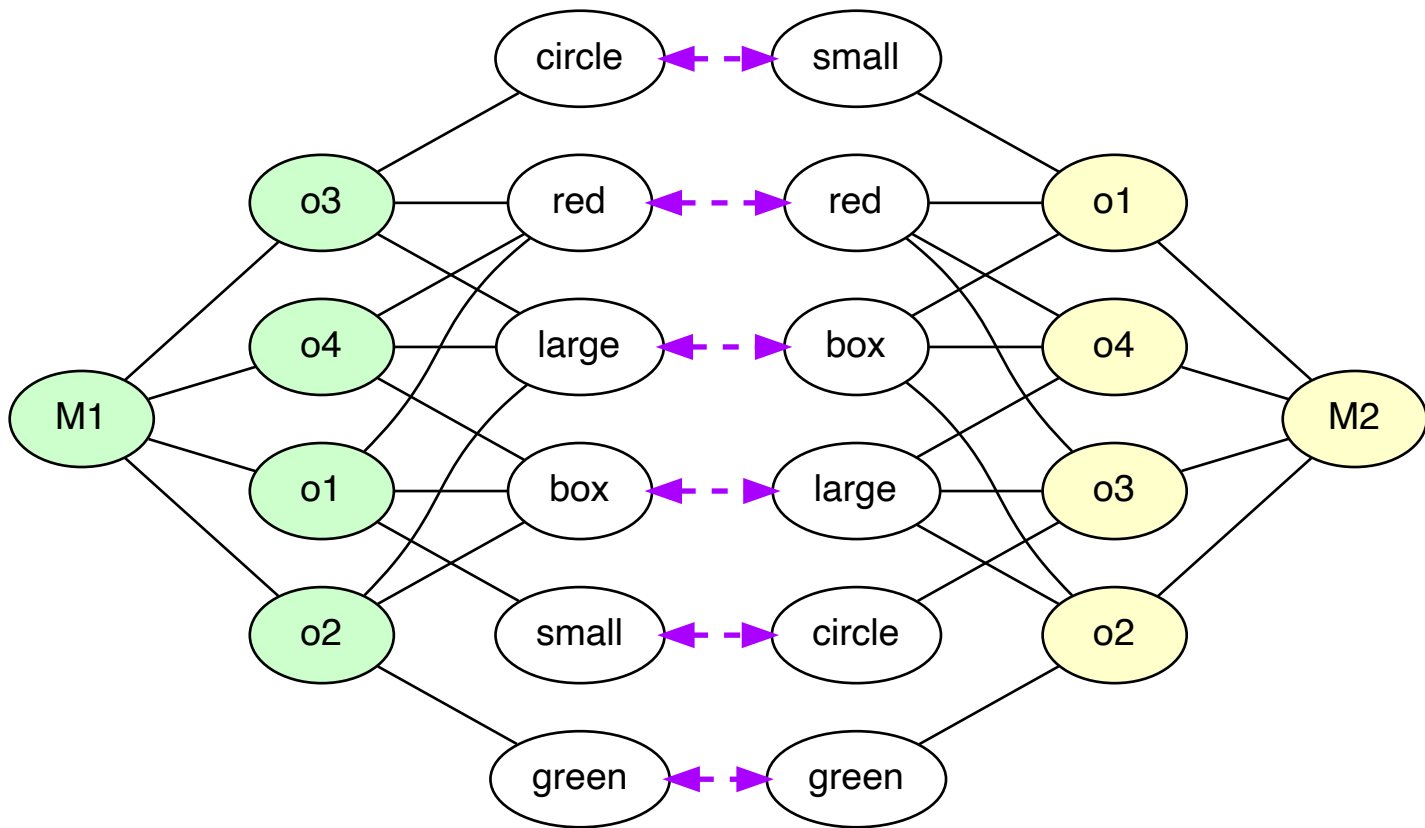 circle small
o3 red red o1
o4 large box o4
M1 M2
o1 box large o3
o2 small circle o2
green green